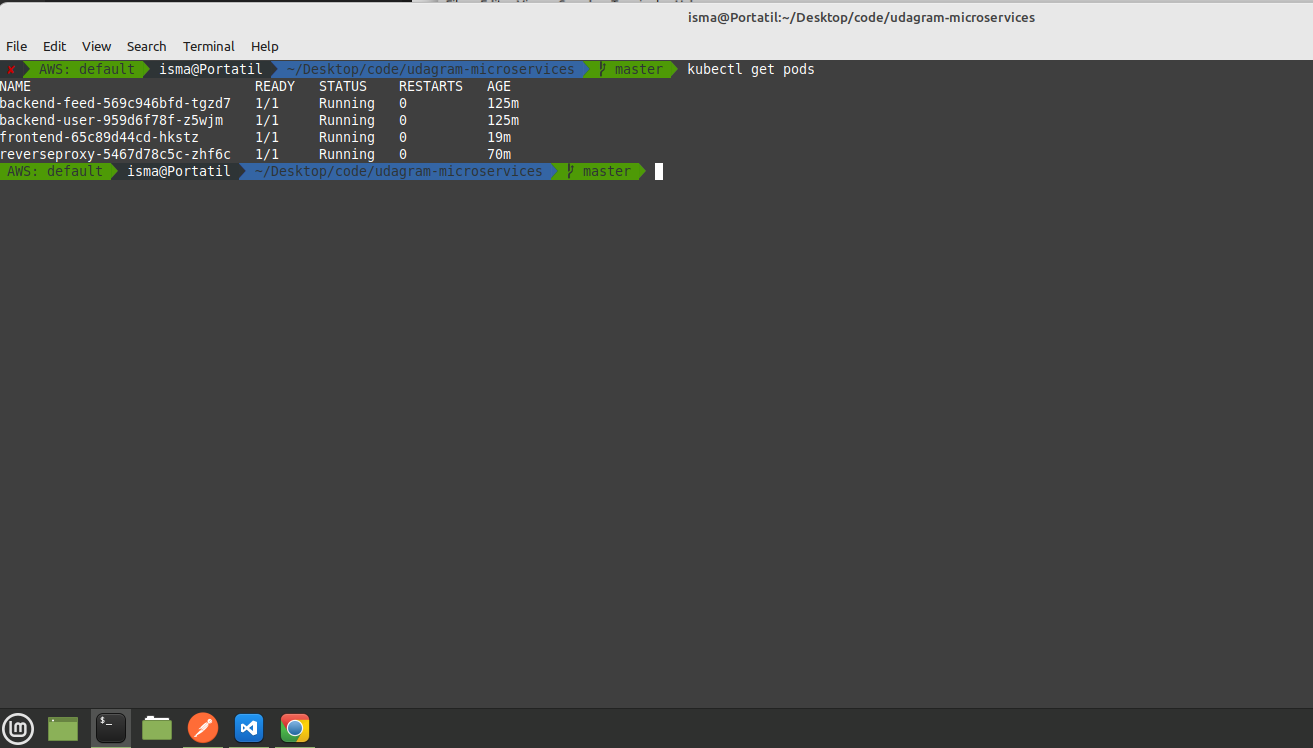 isma@Portatil:~/Desktop/code/udagram-microservices
File Edit View Search Terminal Help
✘ AWS: default isma@Portatil ~/Desktop/code/udagram-microservices master kubectl get pods
NAME READY STATUS RESTARTS AGE
backend-feed-569c946bfd-tgzd7 1/1 Running 0 125m
backend-user-959d6f78f-z5wjm 1/1 Running 0 125m
frontend-65c89d44cd-hkstz 1/1 Running 0 19m
reverseproxy-5467d78c5c-zhf6c 1/1 Running 0 70m
AWS: default isma@Portatil ~/Desktop/code/udagram-microservices master
$_